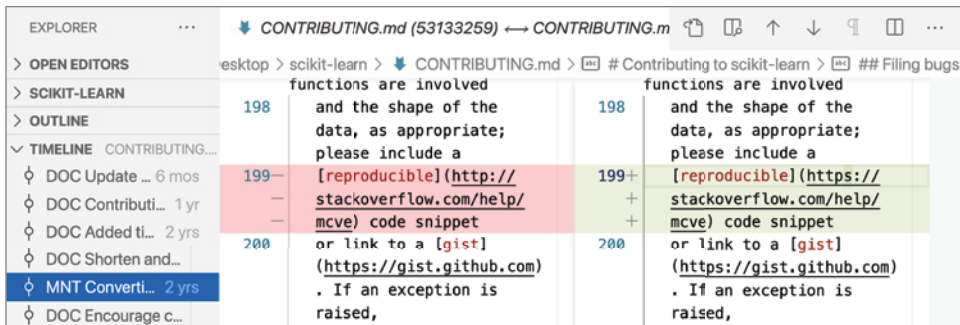 EXPLORER ...
CONTRIBUTING.md (53133259) ⟷ CONTRIBUTING.m
...
> OPEN EDITORS
esktop > scikit-learn > CONTRIBUTING.md > abc # Contributing to scikit-learn > abc ## Filing bugs
> SCIKIT-LEARN
> OUTLINE
TIMELINE CONTRIBUTING....
DOC Update ... 6 mos
DOC Contributi... 1 yr
DOC Added ti... 2 yrs
DOC Shorten and...
MNT Converti... 2 yrs
DOC Encourage c...
functions are involved
198 and the shape of the
data, as appropriate;
please include a
199− [reproducible](http://
− stackoverflow.com/help/
− mcve) code snippet
200 or link to a [gist]
(https://gist.github.com)
. If an exception is
raised,
functions are involved
198 and the shape of the
data, as appropriate;
please include a
199+ [reproducible](https://
+ stackoverflow.com/help/
+ mcve) code snippet
200 or link to a [gist]
(https://gist.github.com)
. If an exception is
raised,